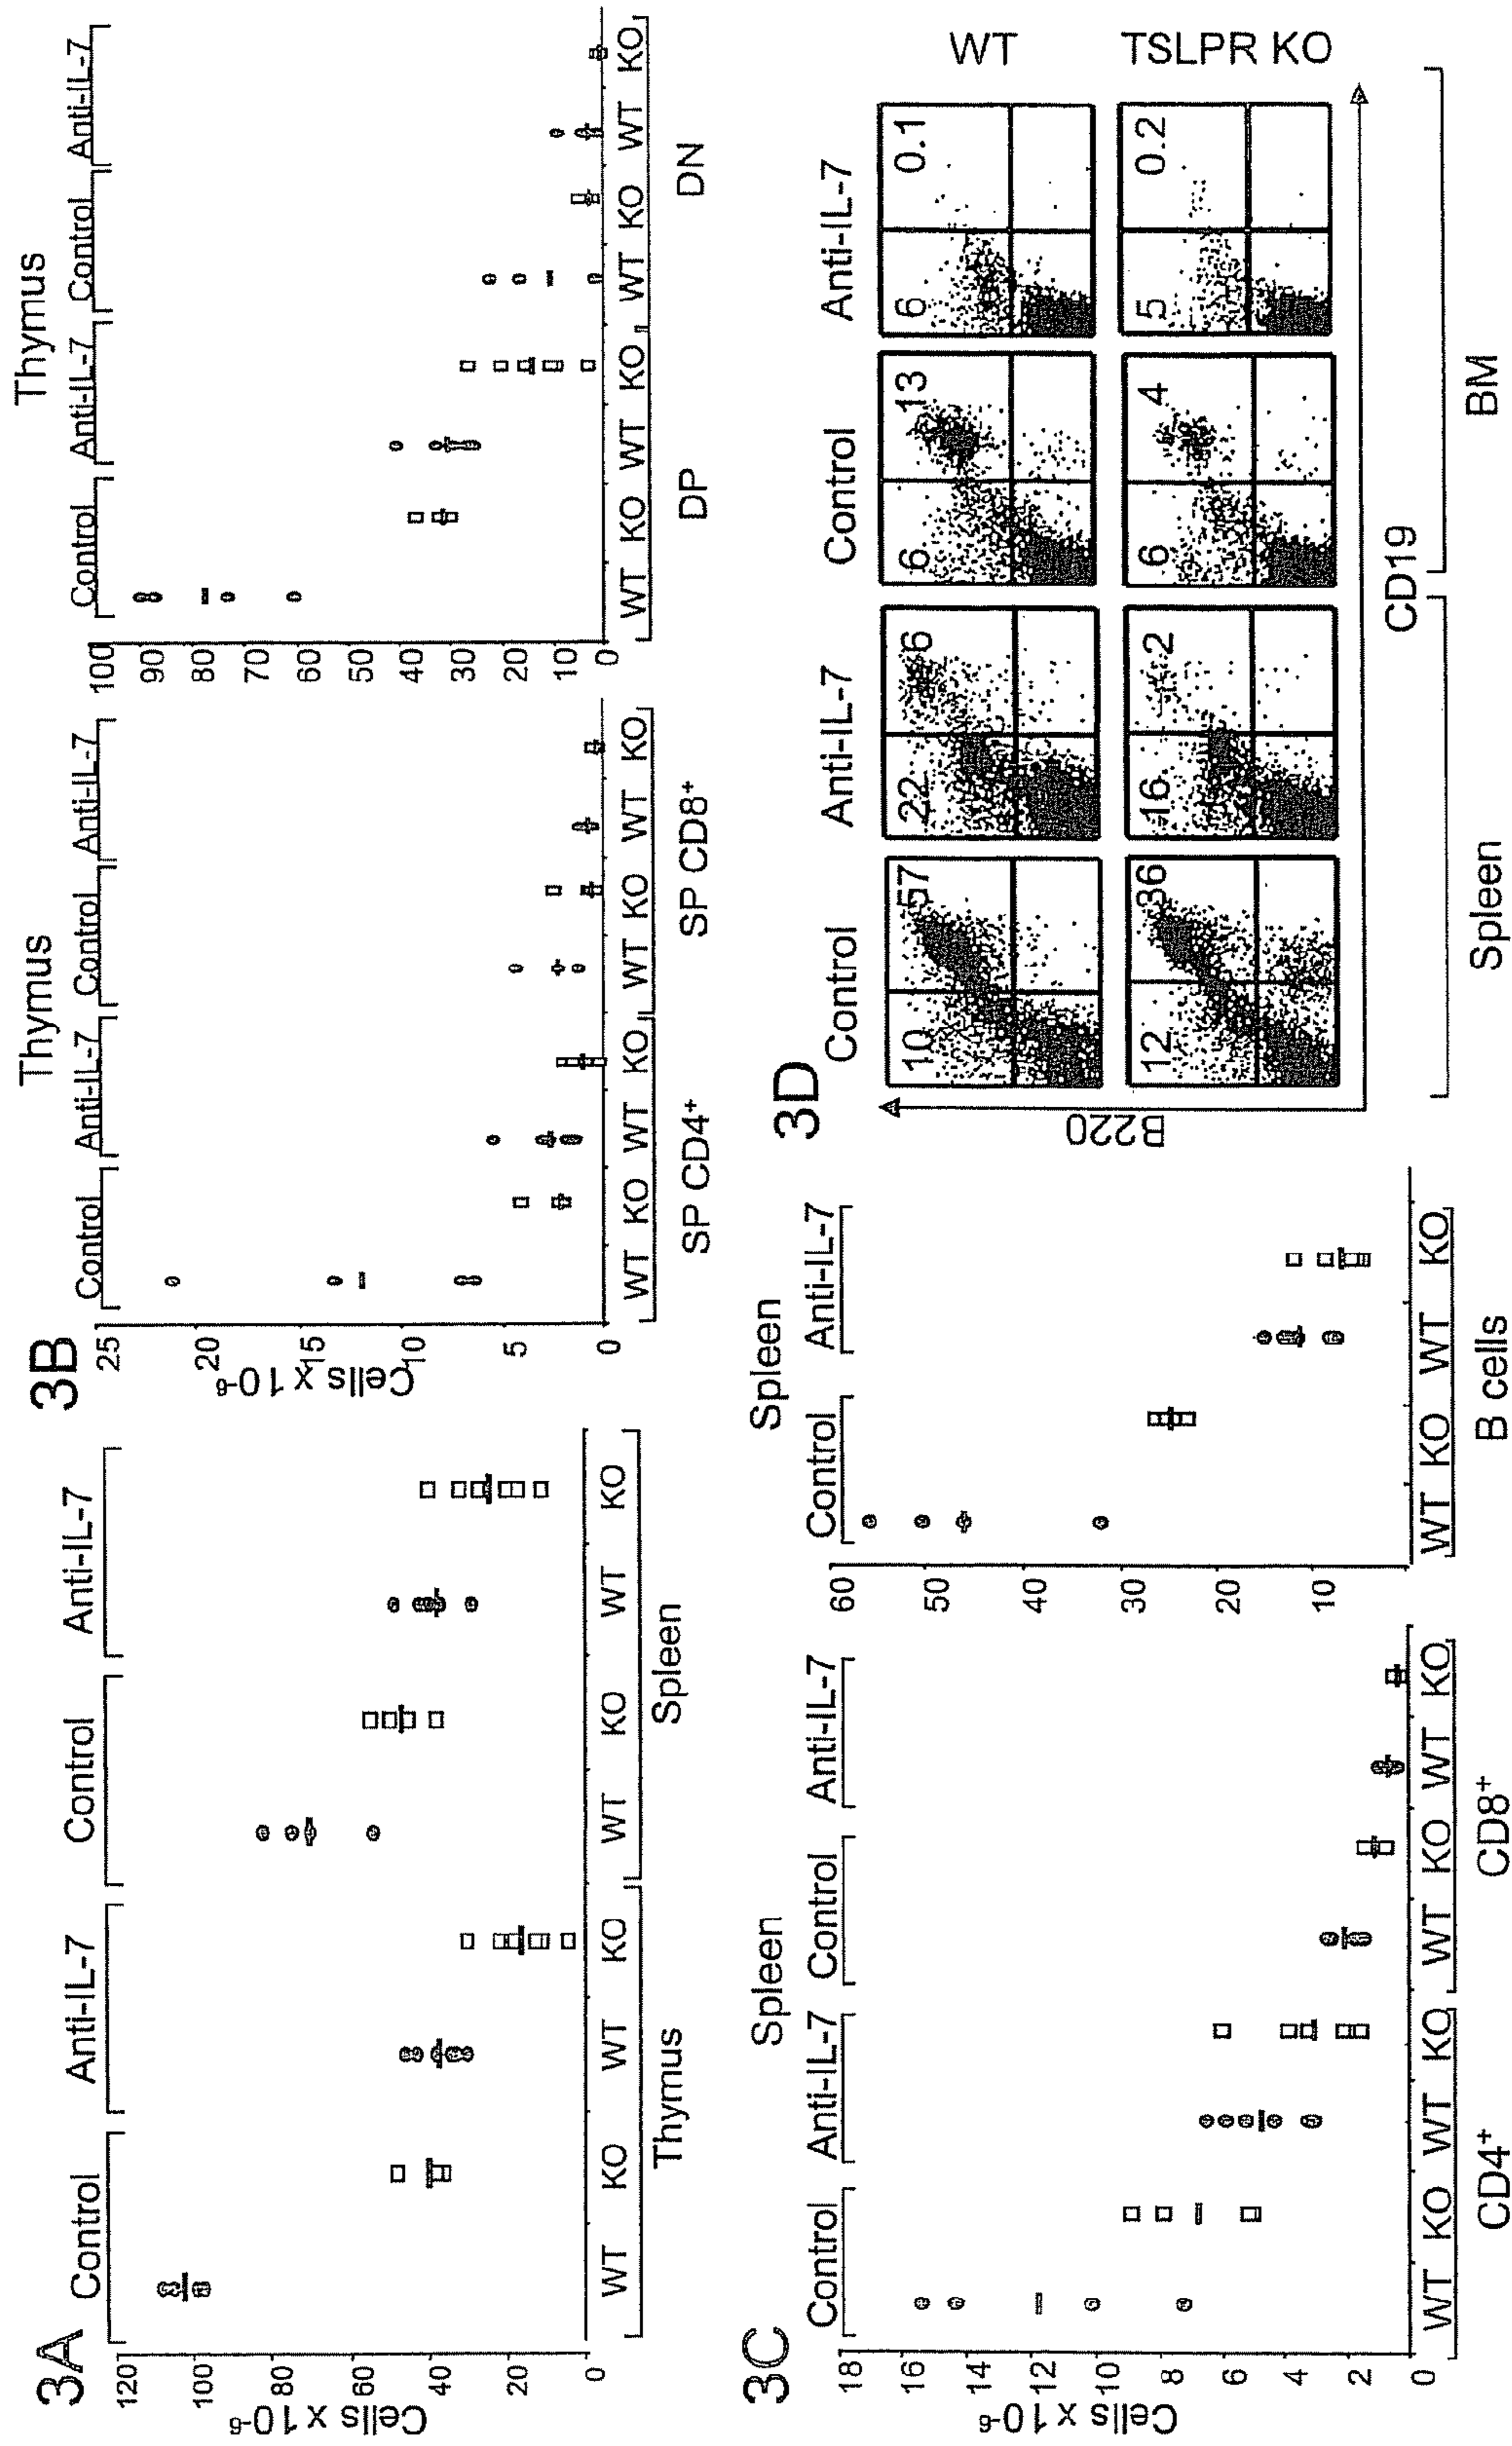 3A
Control Anti-IL-7 Control Anti-IL-7
Cells x 10-6
120
100
80
60
40
20
0
WT KO WT KO WT KO WT KO
Thymus Spleen
3B
Thymus
Control Anti-IL-7 Control Anti-IL-7
Cells x 10-6
25
20
15
10
5
0
WT KO WT KO WT KO WT KO
SP CD4+ SP CD8+
Thymus
Control Anti-IL-7 Control Anti-IL-7
100
90
80
70
60
50
40
30
20
10
0
WT KO WT KO WT KO WT KO
DP DN
3C
Spleen
Control Anti-IL-7 Control Anti-IL-7
Cells x 10-6
18
16
14
12
10
8
6
4
2
0
WT KO WT KO WT KO WT KO
CD4+ CD8+
Spleen
Control Anti-IL-7
60
50
40
30
20
10
WT KO WT KO
B cells
3D
Control Anti-IL-7 Control Anti-IL-7
10 57 22 6 6 13 6 0.1 WT
12 36 16 2 6 4 5 0.2 TSLPR KO
B220
CD19
Spleen BM